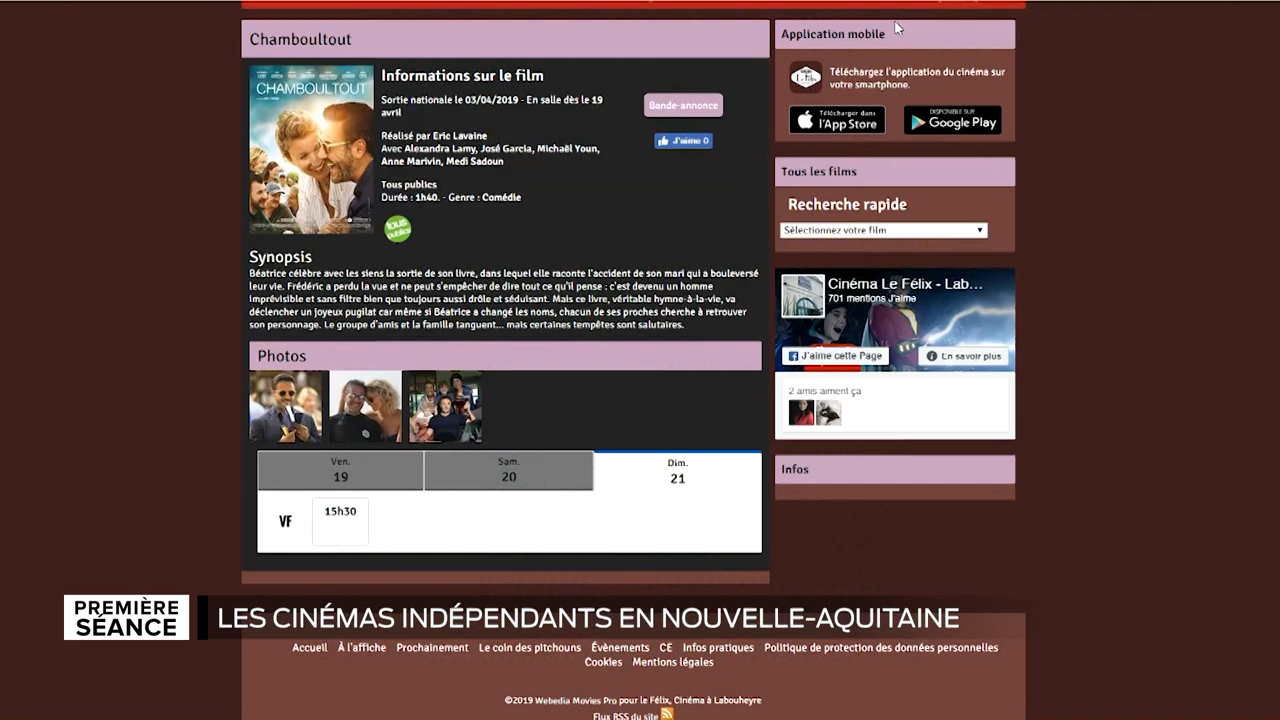 Chamboultout
CHAMBOULTOUT
Informations sur le film
Sortie nationale le 03/04/2019 - En salle dès le 19
avril
Réalisé par Eric Lavaine
Avec Alexandra Lamy, José Garcia, Michaël Youn,
Anne Marivin, Medi Sadoun
Tous publics
Durée : 1h40. - Genre : Comédie
tous
publics
Bande-annonce
J'aime 0
Synopsis
Béatrice célèbre avec les siens la sortie de son livre, dans lequel elle raconte l'accident de son mari qui a bouleversé
leur vie. Frédéric a perdu la vue et ne peut s'empêcher de dire tout ce qu'il pense : c'est devenu un homme
imprévisible et sans filtre bien que toujours aussi drôle et séduisant. Mais ce livre, véritable hymne-à-la-vie, va
déclencher un joyeux pugilat car même si Béatrice a changé les noms, chacun de ses proches cherche à retrouver
son personnage. Le groupe d'amis et la famille tanguent... mais certaines tempêtes sont salutaires.
Photos
Ven.
19
Sam.
20
Dim.
21
VF
15h30
Application mobile
Téléchargez l'application du cinéma sur
votre smartphone.
Télécharger dans
l'App Store
DISPONIBLE SUR
Google Play
Tous les films
Recherche rapide
Sélectionnez votre film
Cinéma Le Félix - Lab...
701 mentions J'aime
J'aime cette Page
En savoir plus
2 amis aiment ça
Infos
PREMIÈRE
SÉANCE
LES CINÉMAS INDÉPENDANTS EN NOUVELLE-AQUITAINE
Accueil À l'affiche Prochainement Le coin des pitchouns Évènements CE Infos pratiques Politique de protection des données personnelles
Cookies Mentions légales
©2019 Webedia Movies Pro pour le Félix, Cinéma à Labouheyre
Flux RSS du site